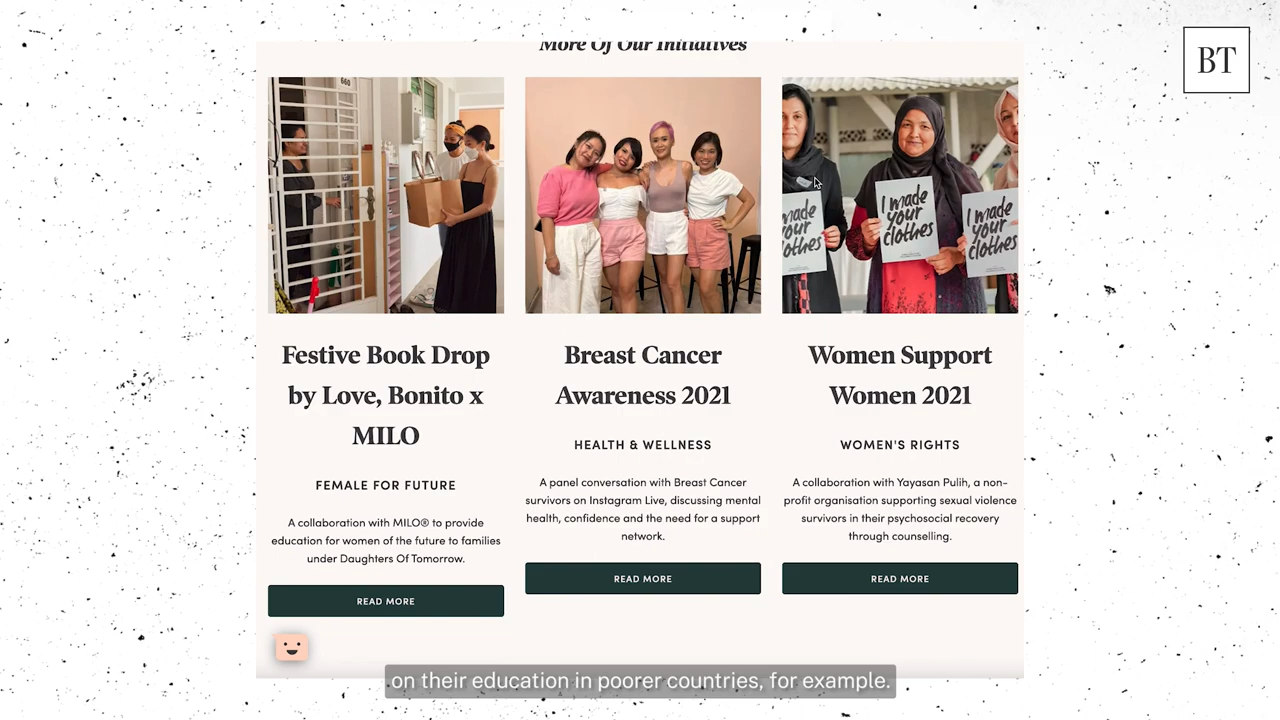 More Of Our Initiatives
BT
060
made
your
clothes
I made
your
clothes
I made
your
clothes
Festive Book Drop
by Love, Bonito x
MILO
FEMALE FOR FUTURE
A collaboration with MILO® to provide
education for women of the future to families
under Daughters Of Tomorrow.
READ MORE
Breast Cancer
Awareness 2021
HEALTH & WELLNESS
A panel conversation with Breast Cancer
survivors on Instagram Live, discussing mental
health, confidence and the need for a support
network.
READ MORE
Women Support
Women 2021
WOMEN'S RIGHTS
A collaboration with Yayasan Pulih, a non-
profit organisation supporting sexual violence
survivors in their psychosocial recovery
through counselling.
READ MORE
on their education in poorer countries, for example.